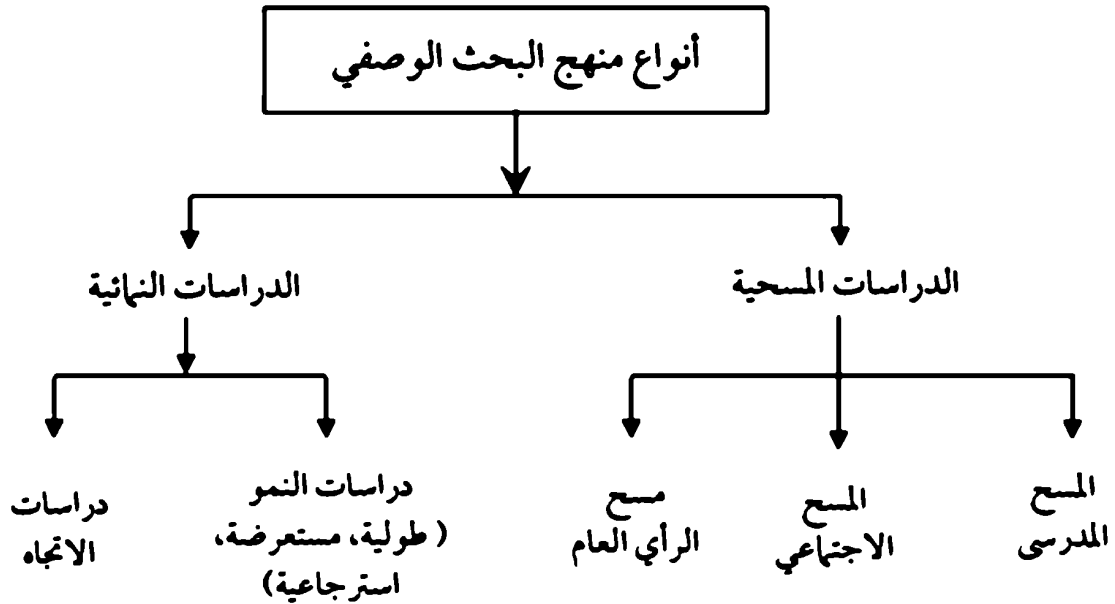 أنواع منهج البحث الوصفي
الدراسات المسحية
الدراسات النمائية
المسح
المدرسى
المسح
الاجتماعي
مسح
الرأي العام
دراسات النمو
( طولية، مستعرضة،
استرجاعية)
دراسات
الاتجاه